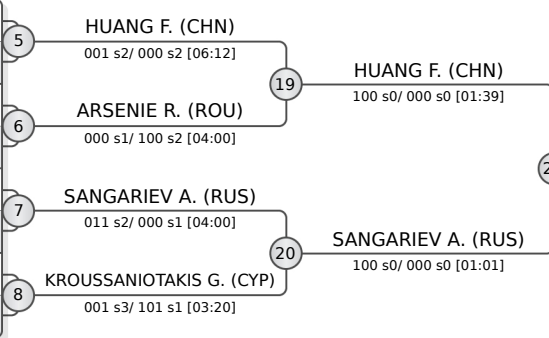 HUANG F. (CHN)
5
001 s2/ 000 s2 [06:12]
HUANG F. (CHN)
19
100 s0/ 000 s0 [01:39]
ARSENIE R. (ROU)
6
000 s1/ 100 s2 [04:00]
2
SANGARIEV A. (RUS)
7
011 s2/ 000 s1 [04:00]
SANGARIEV A. (RUS)
20
100 s0/ 000 s0 [01:01]
KROUSSANIOTAKIS G. (CYP)
8
001 s3/ 101 s1 [03:20]